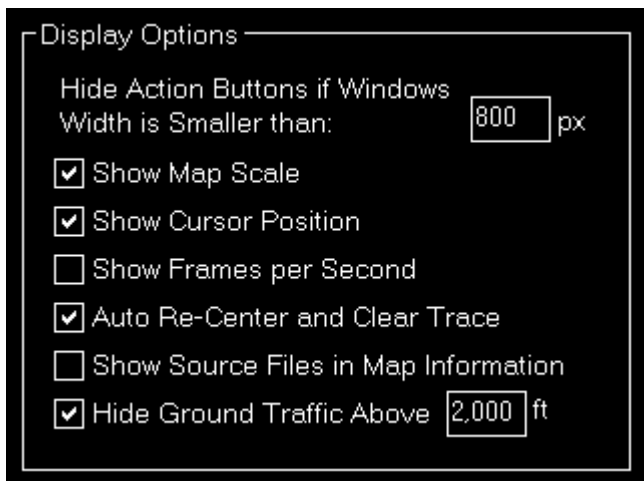 Display Options
Hide Action Buttons if Windows
Width is Smaller than: 800 px
Show Map Scale
Show Cursor Position
Show Frames per Second
Auto Re-Center and Clear Trace
Show Source Files in Map Information
Hide Ground Traffic Above 2,000 ft